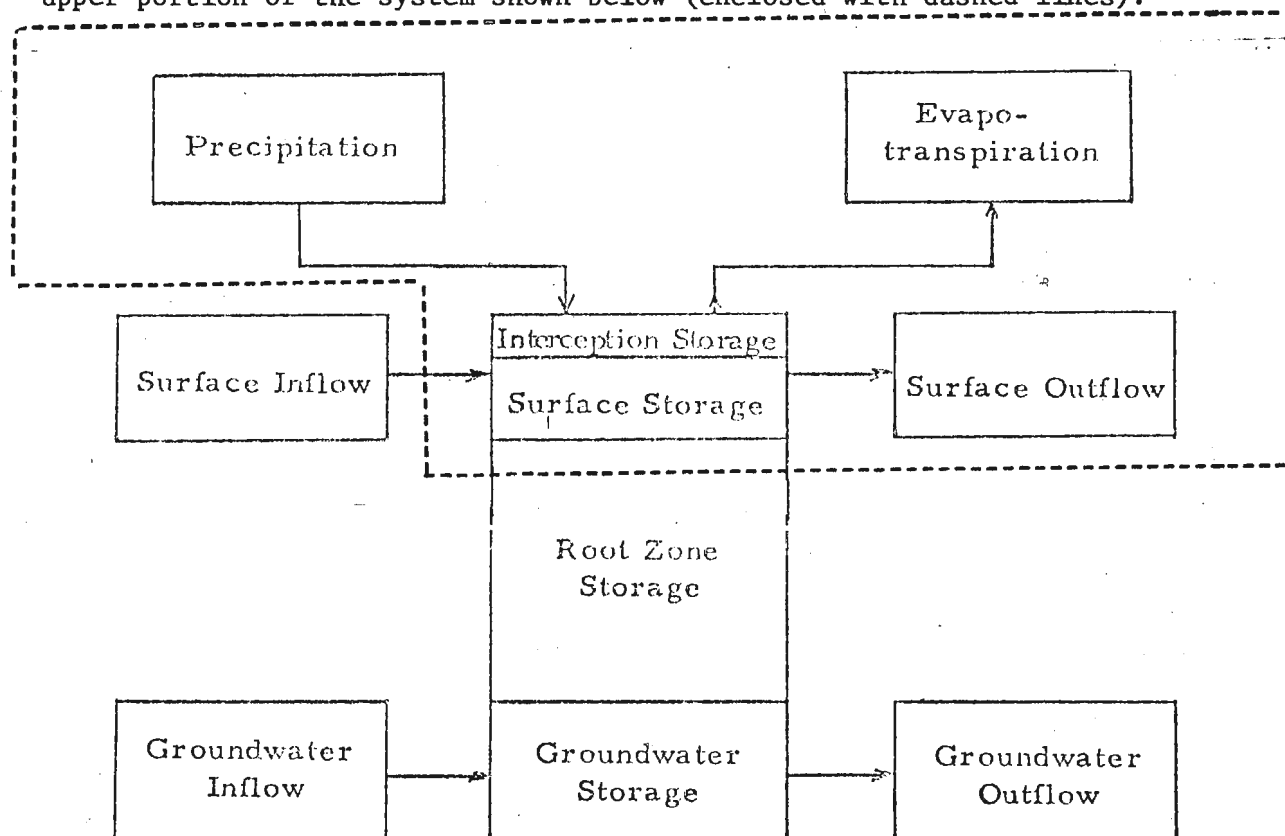 upper portion of the system shown below (enclosed with dashed lines).
Precipitation
Evapo-
transpiration
Interception Storage
Surface Inflow
Surface Storage
Surface Outflow
Root Zone
Storage
Groundwater
Inflow
Groundwater
Storage
Groundwater
Outflow